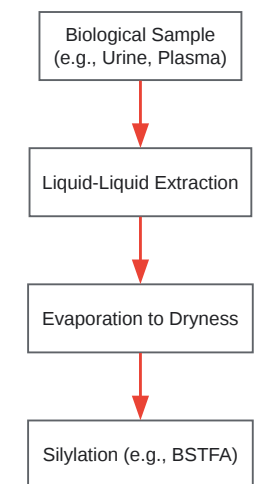 Biological Sample
(e.g., Urine, Plasma)
Liquid-Liquid Extraction
Evaporation to Dryness
Silylation (e.g., BSTFA)